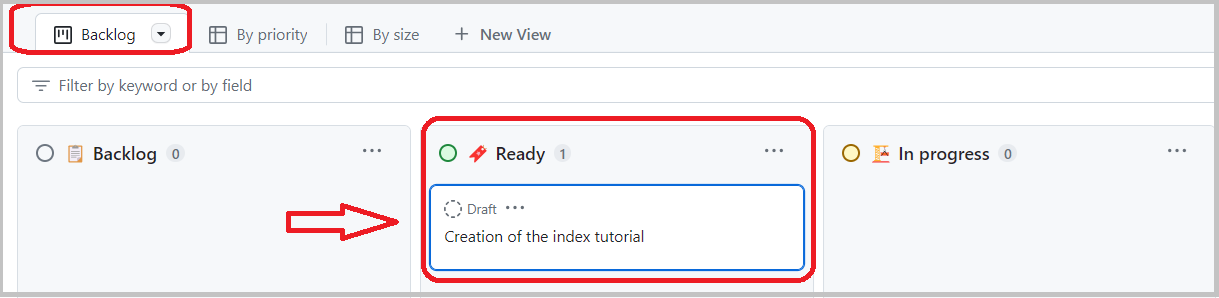 Backlog By priority By size New View
Filter by keyword or by field
Backlog 0 Ready 1 In progress 0
Draft
Creation of the index tutorial